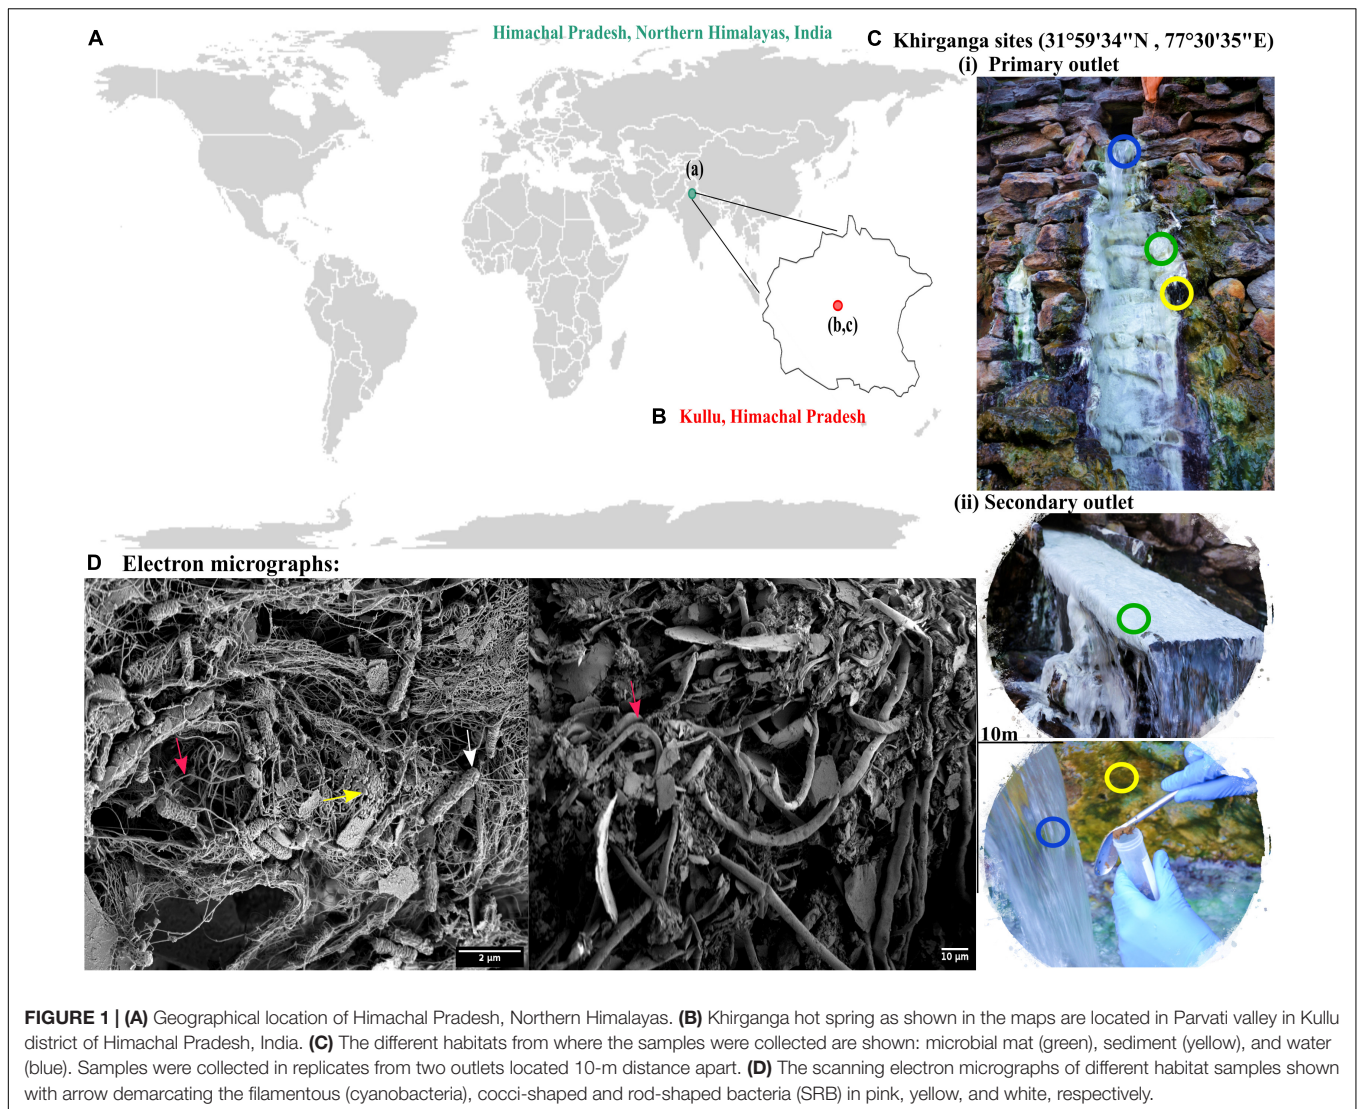 A
Himachal Pradesh, Northern Himalayas, India
C Khirganga sites (31°59'34"N , 77°30'35"E)
(i) Primary outlet
(a)
(b,c)
B Kullu, Himachal Pradesh
(ii) Secondary outlet
D Electron micrographs:
10m
2 µm
10 µm
FIGURE 1 | (A) Geographical location of Himachal Pradesh, Northern Himalayas. (B) Khirganga hot spring as shown in the maps are located in Parvati valley in Kullu
district of Himachal Pradesh, India. (C) The different habitats from where the samples were collected are shown: microbial mat (green), sediment (yellow), and water
(blue). Samples were collected in replicates from two outlets located 10-m distance apart. (D) The scanning electron micrographs of different habitat samples shown
with arrow demarcating the filamentous (cyanobacteria), cocci-shaped and rod-shaped bacteria (SRB) in pink, yellow, and white, respectively.